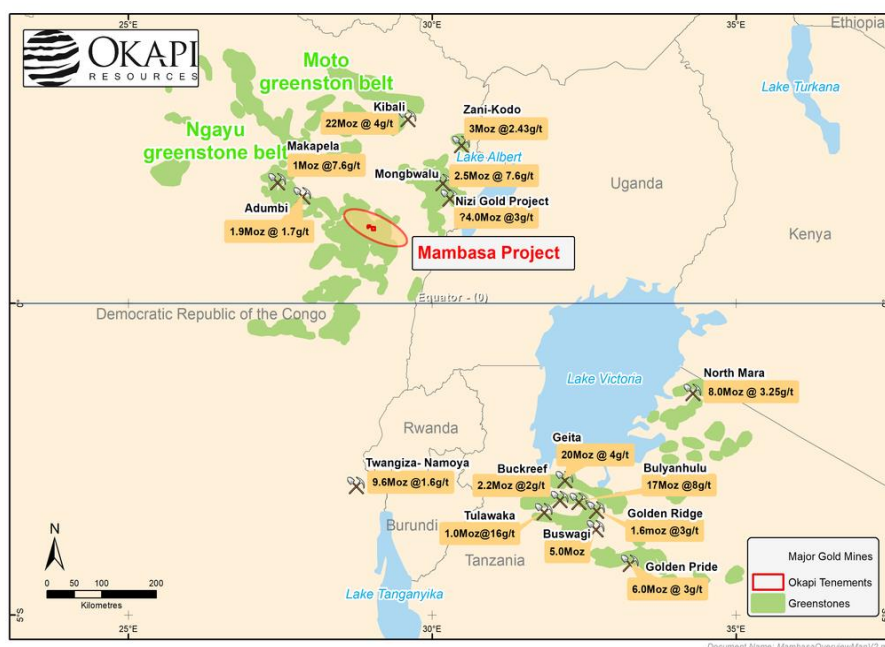 25°E
30°E
35°E
OKAPI
RESOURCES
Ethiopia
Moto
greenston belt
Lake Turkana
Kibali
22Moz @ 4g/t
Zani-Kodo
3Moz @2.43g/t
Ngayu
greenstone belt
Makapela
1Moz @7.6g/t
Lake Albert
Mongbwalu
2.5Moz @ 7.6g/t
Uganda
Nizi Gold Project
?4.0Moz @3g/t
Adumbi
1.9Moz @ 1.7g/t
Kenya
Mambasa Project
0°
Equator - (0)
0°
Democratic Republic of the Congo
Lake Victoria
North Mara
8.0Moz @ 3.25g/t
Rwanda
Geita
20Moz @ 4g/t
Twangiza- Namoya
9.6Moz @1.6g/t
Buckreef
2.2Moz @2g/t
Bulyanhulu
17Moz @8g/t
Tulawaka
1.0Moz@16g/t
Golden Ridge
1.6moz @3g/t
Burundi
Buswagi
5.0Moz
Tanzania
Golden Pride
6.0Moz @ 3g/t
N
0 50 100 200
Kilometres
Lake Tanganyika
Major Gold Mines
Okapi Tenements
Greenstones
5°S
5°S
25°E
30°E
35°E